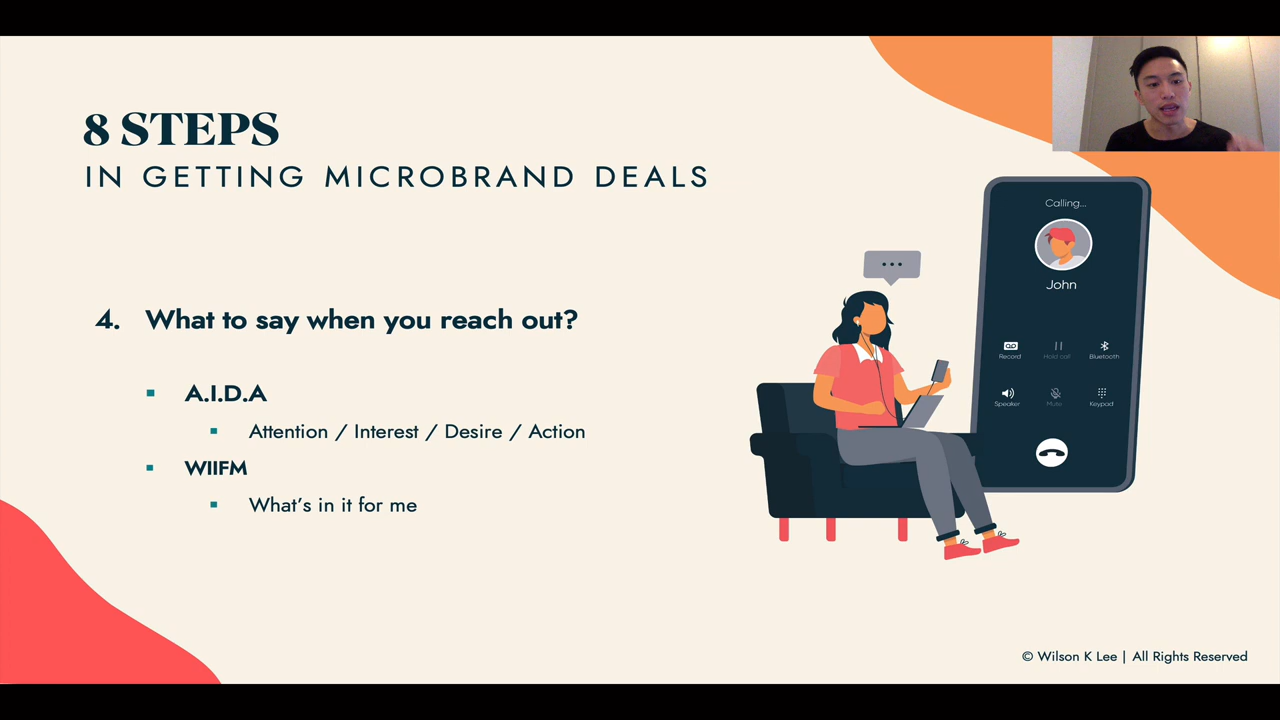 8 STEPS
IN GETTING MICROBRAND DEALS
4. What to say when you reach out?
A.I.D.A
Attention / Interest / Desire / Action
WIIFM
What's in it for me
Calling...
John
Record Hold call Bluetooth
Speaker Mute Keypad
© Wilson K Lee | All Rights Reserved